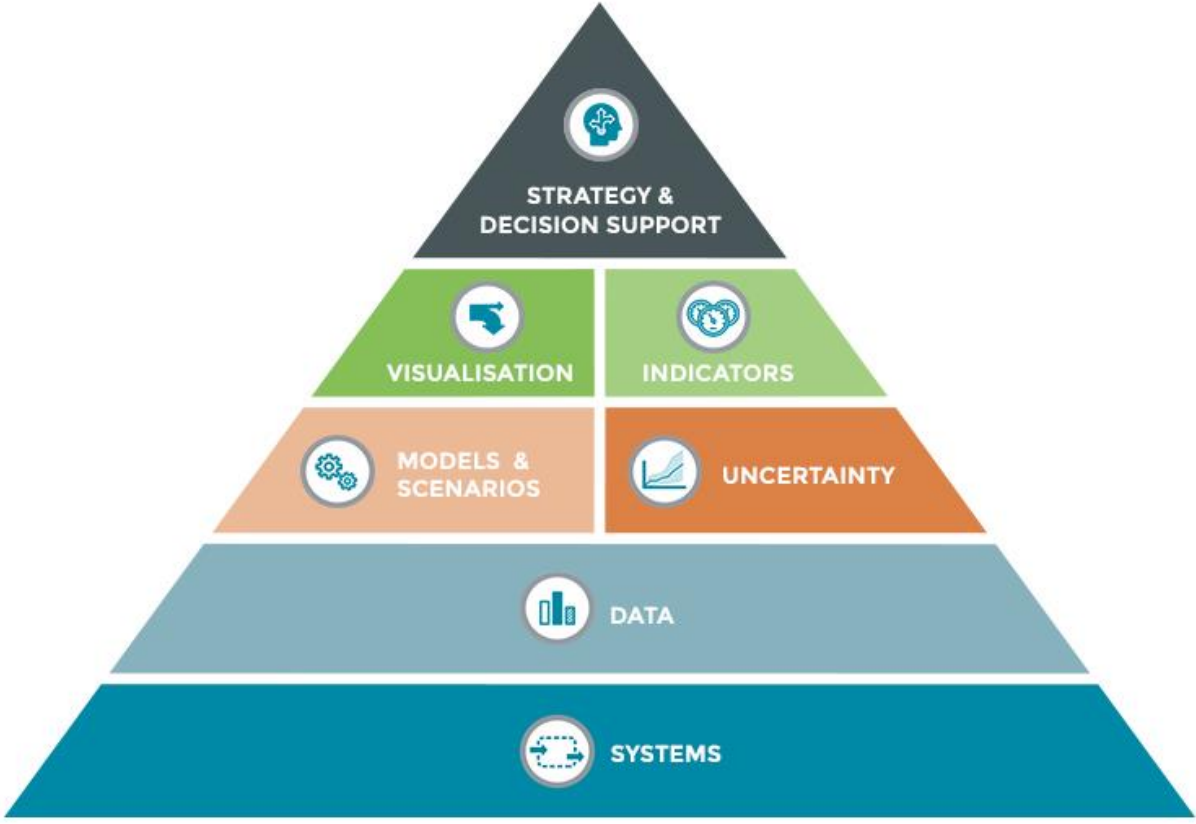 STRATEGY &
DECISION SUPPORT
VISUALISATION
INDICATORS
MODELS &
SCENARIOS
UNCERTAINTY
DATA
SYSTEMS